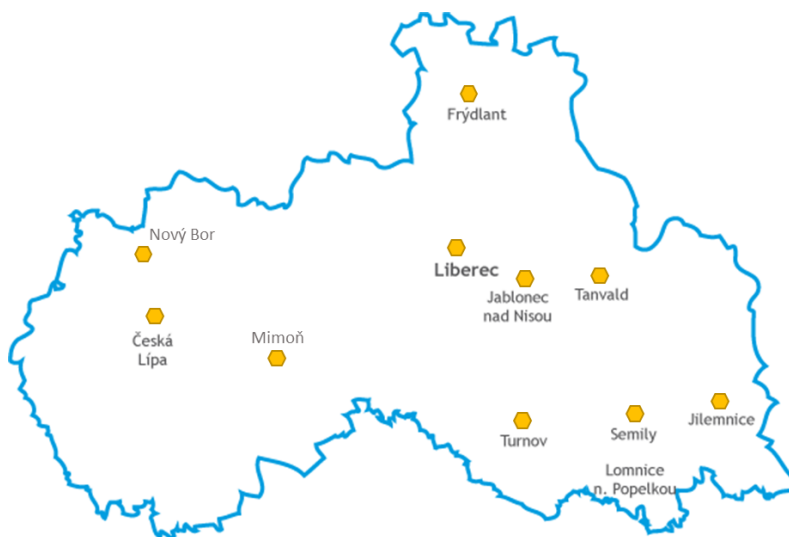 Frýdlant
Nový Bor
Liberec
Jablonec
nad Nisou
Tanvald
Česká
Lípa
Mimoň
Turnov
Semily
Jilemnice
Lomnice
n. Popelkou